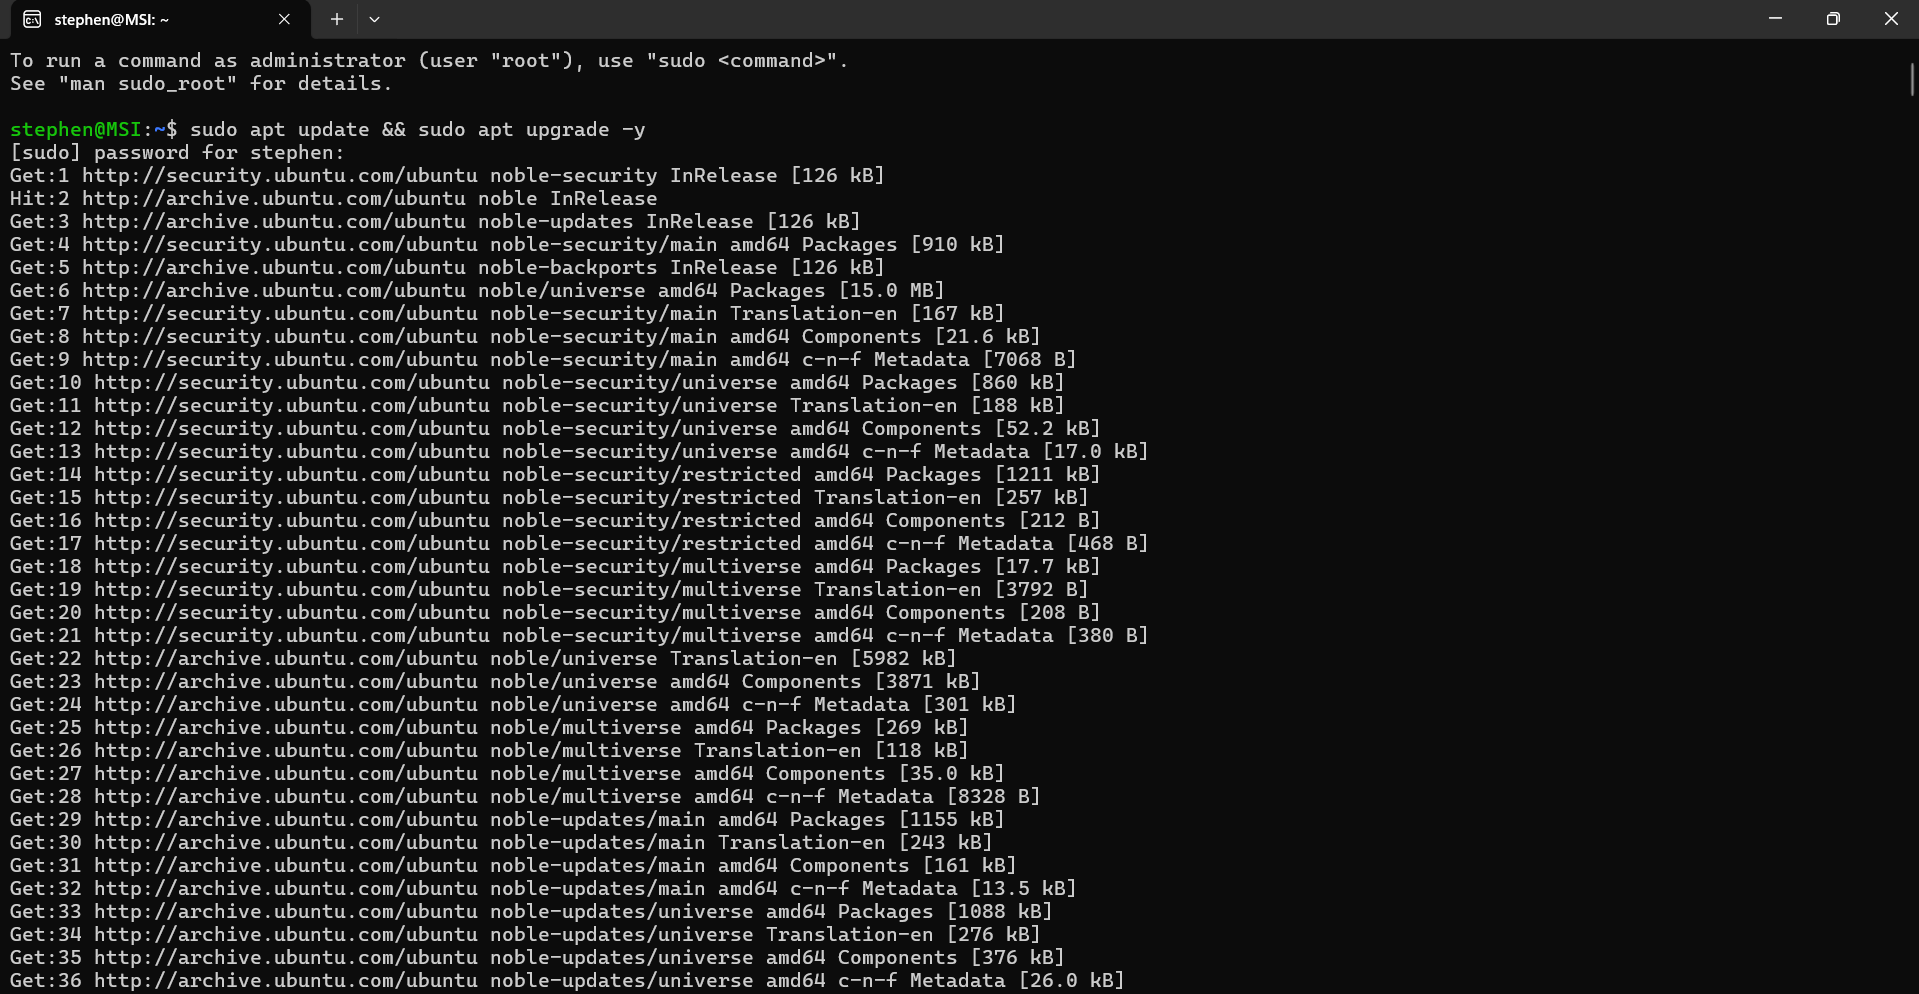 stephen@MSI: ~
To run a command as administrator (user "root"), use "sudo <command>".
See "man sudo_root" for details.
stephen@MSI:~$ sudo apt update && sudo apt upgrade -y
[sudo] password for stephen:
Get:1 http://security.ubuntu.com/ubuntu noble-security InRelease [126 kB]
Hit:2 http://archive.ubuntu.com/ubuntu noble InRelease
Get:3 http://archive.ubuntu.com/ubuntu noble-updates InRelease [126 kB]
Get:4 http://security.ubuntu.com/ubuntu noble-security/main amd64 Packages [910 kB]
Get:5 http://archive.ubuntu.com/ubuntu noble-backports InRelease [126 kB]
Get:6 http://archive.ubuntu.com/ubuntu noble/universe amd64 Packages [15.0 MB]
Get:7 http://security.ubuntu.com/ubuntu noble-security/main Translation-en [167 kB]
Get:8 http://security.ubuntu.com/ubuntu noble-security/main amd64 Components [21.6 kB]
Get:9 http://security.ubuntu.com/ubuntu noble-security/main amd64 c-n-f Metadata [7068 B]
Get:10 http://security.ubuntu.com/ubuntu noble-security/universe amd64 Packages [860 kB]
Get:11 http://security.ubuntu.com/ubuntu noble-security/universe Translation-en [188 kB]
Get:12 http://security.ubuntu.com/ubuntu noble-security/universe amd64 Components [52.2 kB]
Get:13 http://security.ubuntu.com/ubuntu noble-security/universe amd64 c-n-f Metadata [17.0 kB]
Get:14 http://security.ubuntu.com/ubuntu noble-security/restricted amd64 Packages [1211 kB]
Get:15 http://security.ubuntu.com/ubuntu noble-security/restricted Translation-en [257 kB]
Get:16 http://security.ubuntu.com/ubuntu noble-security/restricted amd64 Components [212 B]
Get:17 http://security.ubuntu.com/ubuntu noble-security/restricted amd64 c-n-f Metadata [468 B]
Get:18 http://security.ubuntu.com/ubuntu noble-security/multiverse amd64 Packages [17.7 kB]
Get:19 http://security.ubuntu.com/ubuntu noble-security/multiverse Translation-en [3792 B]
Get:20 http://security.ubuntu.com/ubuntu noble-security/multiverse amd64 Components [208 B]
Get:21 http://security.ubuntu.com/ubuntu noble-security/multiverse amd64 c-n-f Metadata [380 B]
Get:22 http://archive.ubuntu.com/ubuntu noble/universe Translation-en [5982 kB]
Get:23 http://archive.ubuntu.com/ubuntu noble/universe amd64 Components [3871 kB]
Get:24 http://archive.ubuntu.com/ubuntu noble/universe amd64 c-n-f Metadata [301 kB]
Get:25 http://archive.ubuntu.com/ubuntu noble/multiverse amd64 Packages [269 kB]
Get:26 http://archive.ubuntu.com/ubuntu noble/multiverse Translation-en [118 kB]
Get:27 http://archive.ubuntu.com/ubuntu noble/multiverse amd64 Components [35.0 kB]
Get:28 http://archive.ubuntu.com/ubuntu noble/multiverse amd64 c-n-f Metadata [8328 B]
Get:29 http://archive.ubuntu.com/ubuntu noble-updates/main amd64 Packages [1155 kB]
Get:30 http://archive.ubuntu.com/ubuntu noble-updates/main Translation-en [243 kB]
Get:31 http://archive.ubuntu.com/ubuntu noble-updates/main amd64 Components [161 kB]
Get:32 http://archive.ubuntu.com/ubuntu noble-updates/main amd64 c-n-f Metadata [13.5 kB]
Get:33 http://archive.ubuntu.com/ubuntu noble-updates/universe amd64 Packages [1088 kB]
Get:34 http://archive.ubuntu.com/ubuntu noble-updates/universe Translation-en [276 kB]
Get:35 http://archive.ubuntu.com/ubuntu noble-updates/universe amd64 Components [376 kB]
Get:36 http://archive.ubuntu.com/ubuntu noble-updates/universe amd64 c-n-f Metadata [26.0 kB]